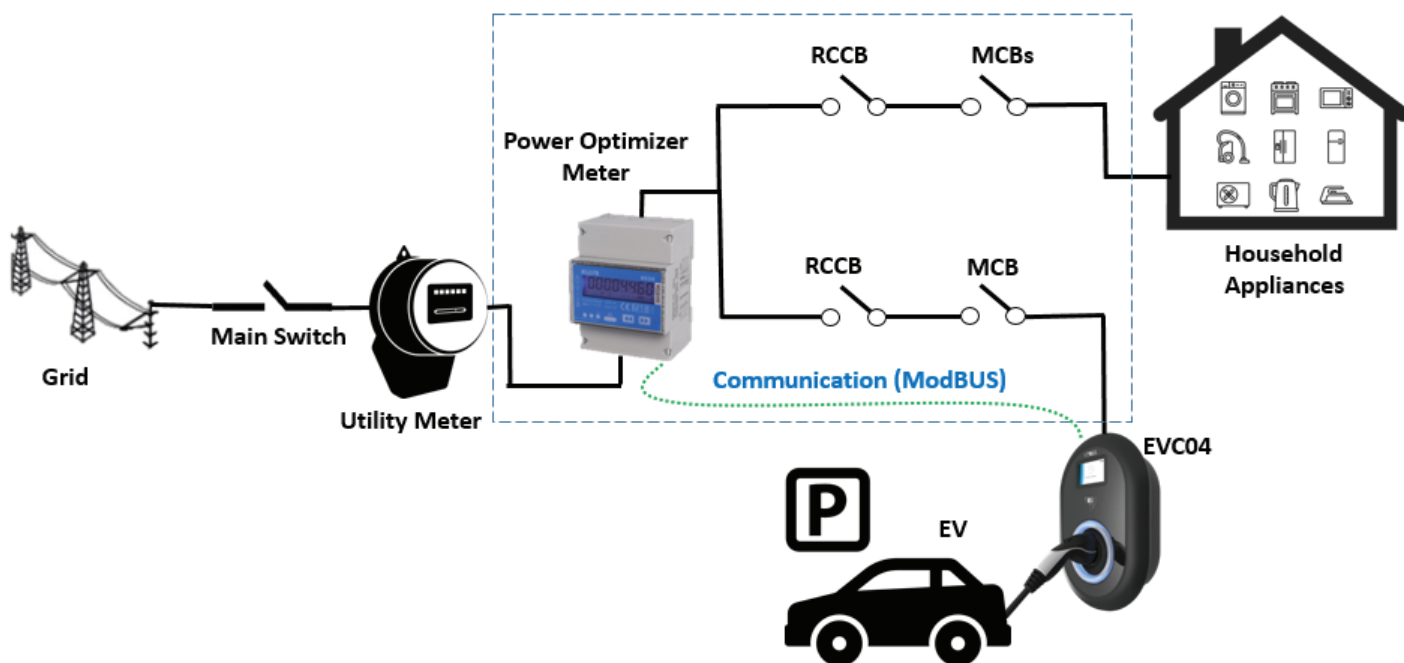 RCCB
MCBs
Power Optimizer
Meter
Household
Appliances
RCCB
MCB
Main Switch
Grid
Utility Meter
Communication (ModBUS)
EVC04
P
EV